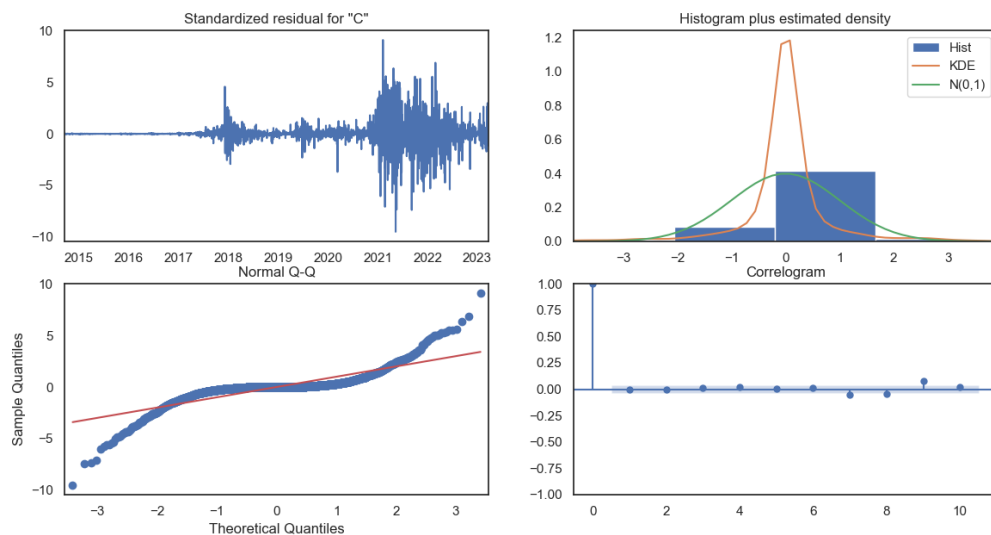 Standardized residual for "C"
10
5
0
−5
−10
2015 2016 2017 2018 2019 2020 2021 2022 2023
Histogram plus estimated density
Hist
KDE
N(0,1)
1.2
1.0
0.8
0.6
0.4
0.2
0.0
−3 −2 −1 0 1 2 3
Normal Q-Q
Sample Quantiles
10
5
0
−5
−10
−3 −2 −1 0 1 2 3
Theoretical Quantiles
Correlogram
1.00
0.75
0.50
0.25
0.00
−0.25
−0.50
−0.75
−1.00
0 2 4 6 8 10